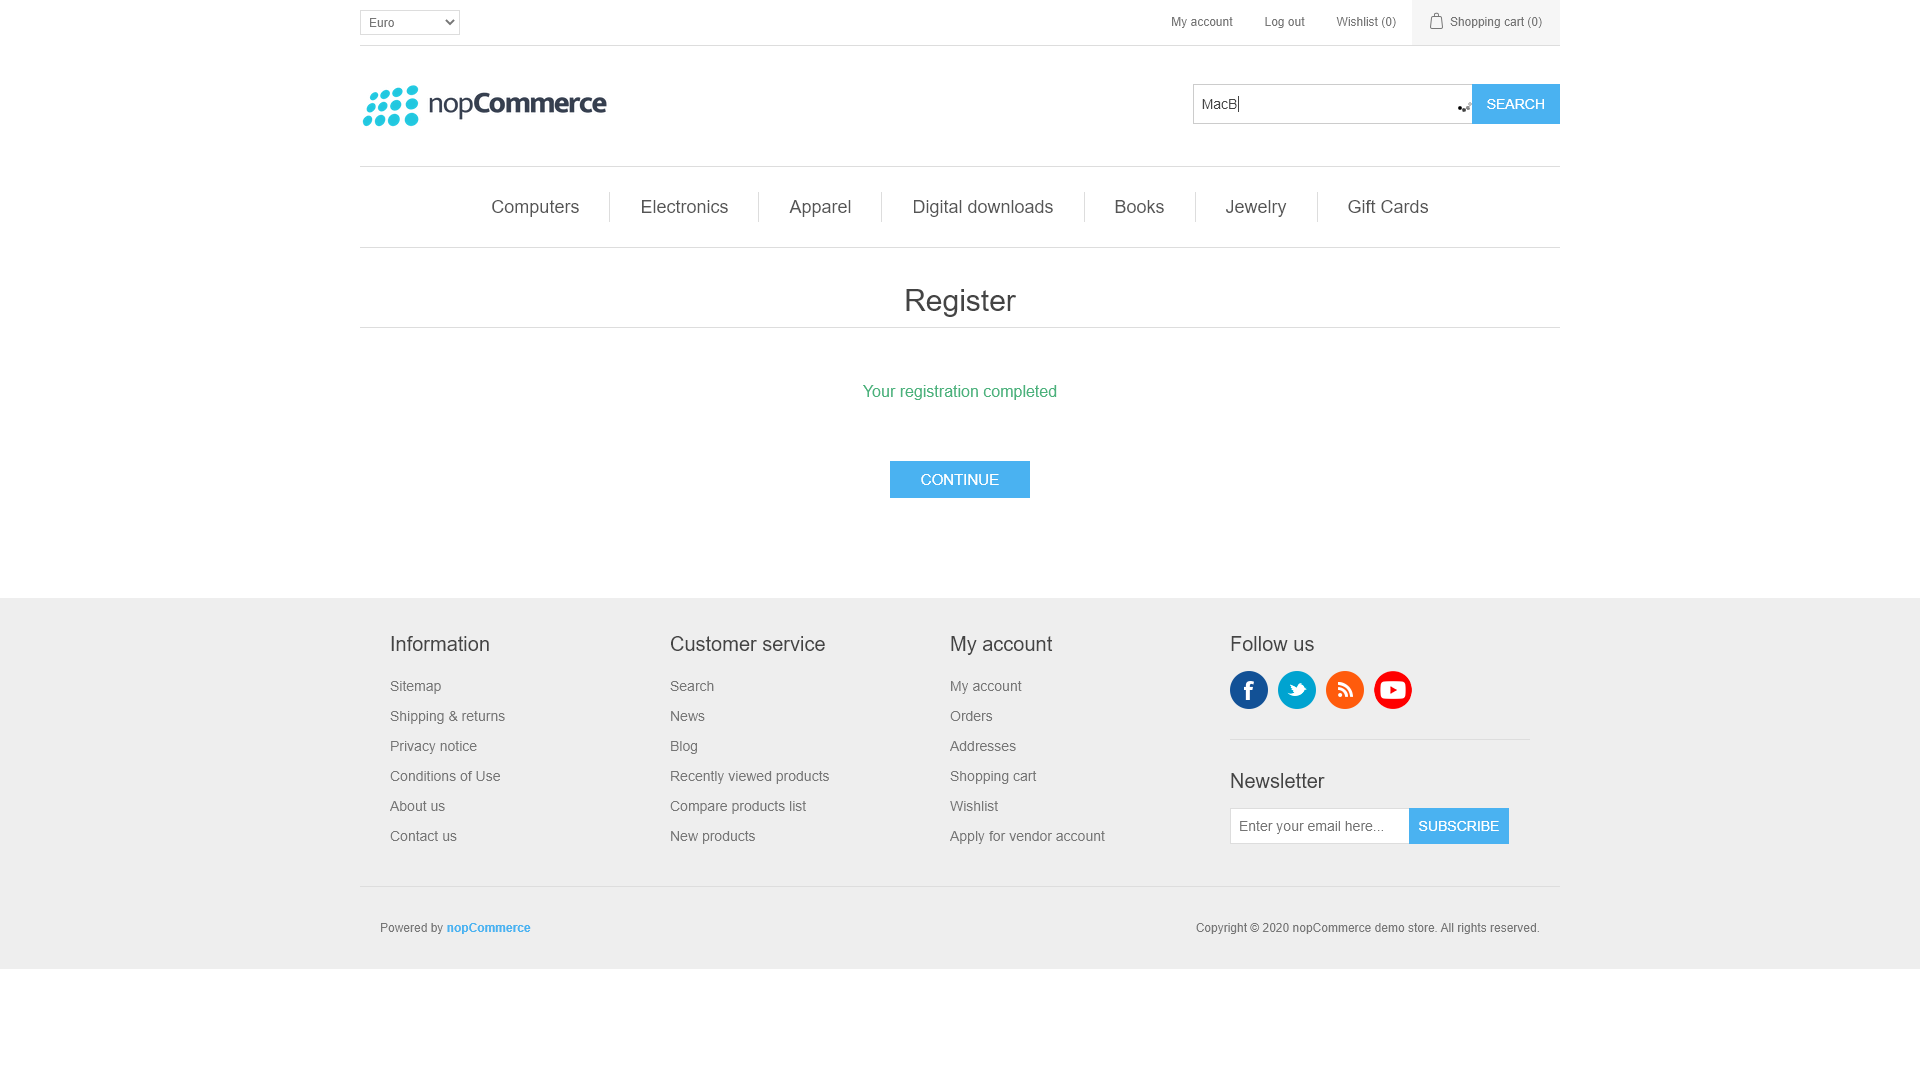 Euro
My account
Log out
Wishlist (0)
Shopping cart (0)
nopCommerce
MacB
SEARCH
Computers
Electronics
Apparel
Digital downloads
Books
Jewelry
Gift Cards
Register
Your registration completed
CONTINUE
Information
Sitemap
Shipping & returns
Privacy notice
Conditions of Use
About us
Contact us
Customer service
Search
News
Blog
Recently viewed products
Compare products list
New products
My account
My account
Orders
Addresses
Shopping cart
Wishlist
Apply for vendor account
Follow us
Newsletter
Enter your email here...
SUBSCRIBE
Powered by nopCommerce
Copyright © 2020 nopCommerce demo store. All rights reserved.